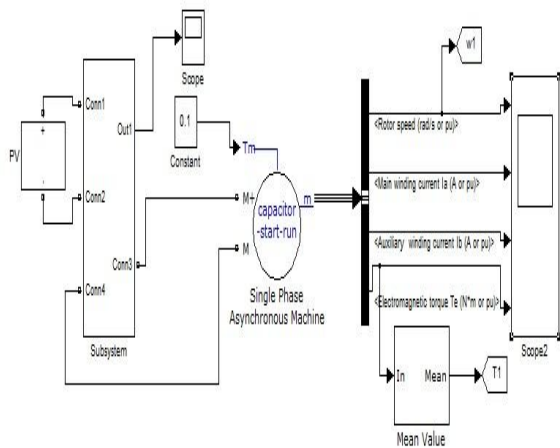 w1
Scope
Conn1
+
0.1
PV
Out1
Constant
Tm
<Rotor speed (rad/s or pu)>
-
Conn2
M+
capacitor
-start-run
m
<Main winding current Ia (A or pu)>
<Auxiliary winding current Ib (A or pu)>
Conn3
M
Conn4
Single Phase
Asynchronous Machine
<Electromagnetic torque Te (N*m or pu)>
Subsystem
Scope2
In
Mean
T1
Mean Value